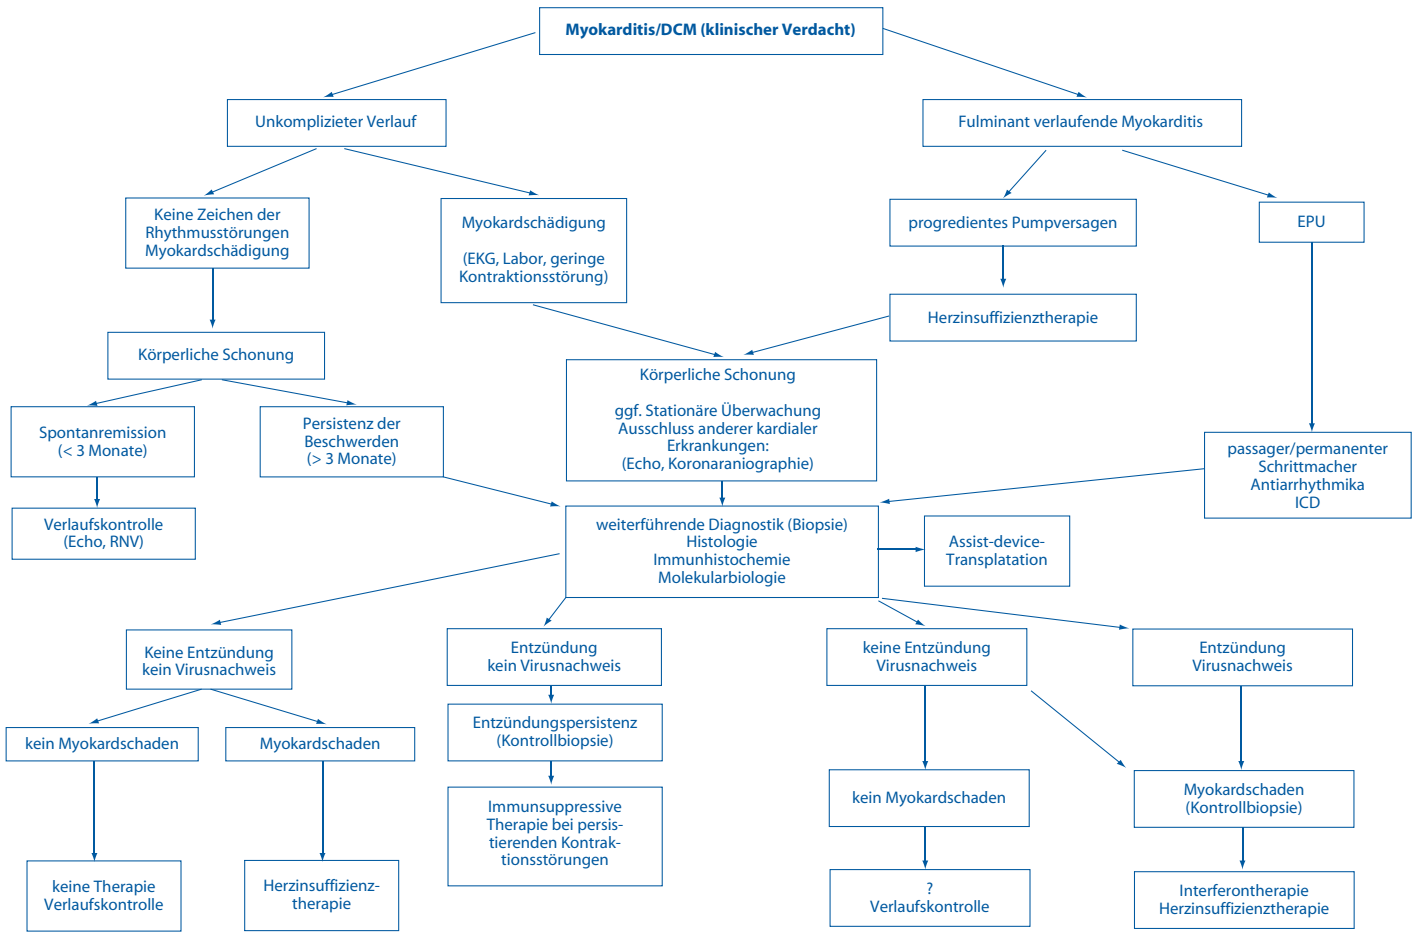 Myokarditis/DCM (klinischer Verdacht)
Unkomplizieter Verlauf
Fulminant verlaufende Myokarditis
Keine Zeichen der
Rhythmusstörungen
Myokardschädigung
Myokardschädigung
(EKG, Labor, geringe
Kontraktionsstörung)
progredientes Pumpversagen
EPU
Herzinsuffizienztherapie
Körperliche Schonung
Körperliche Schonung
ggf. Stationäre Überwachung
Ausschluss anderer kardialer
Erkrankungen:
(Echo, Koronaraniographie)
Spontanremission
(< 3 Monate)
Persistenz der
Beschwerden
(> 3 Monate)
passager/permanenter
Schrittmacher
Antiarrhythmika
ICD
Verlaufskontrolle
(Echo, RNV)
weiterführende Diagnostik (Biopsie)
Histologie
Immunhistochemie
Molekularbiologie
Assist-device-
Transplatation
Keine Entzündung
kein Virusnachweis
Entzündung
kein Virusnachweis
keine Entzündung
Virusnachweis
Entzündung
Virusnachweis
kein Myokardschaden
Myokardschaden
Entzündungspersistenz
(Kontrollbiopsie)
kein Myokardschaden
Myokardschaden
(Kontrollbiopsie)
Immunsuppressive
Therapie bei persis-
tierenden Kontrak-
tionsstörungen
keine Therapie
Verlaufskontrolle
Herzinsuffizienz-
therapie
?
Verlaufskontrolle
Interferontherapie
Herzinsuffizienztherapie